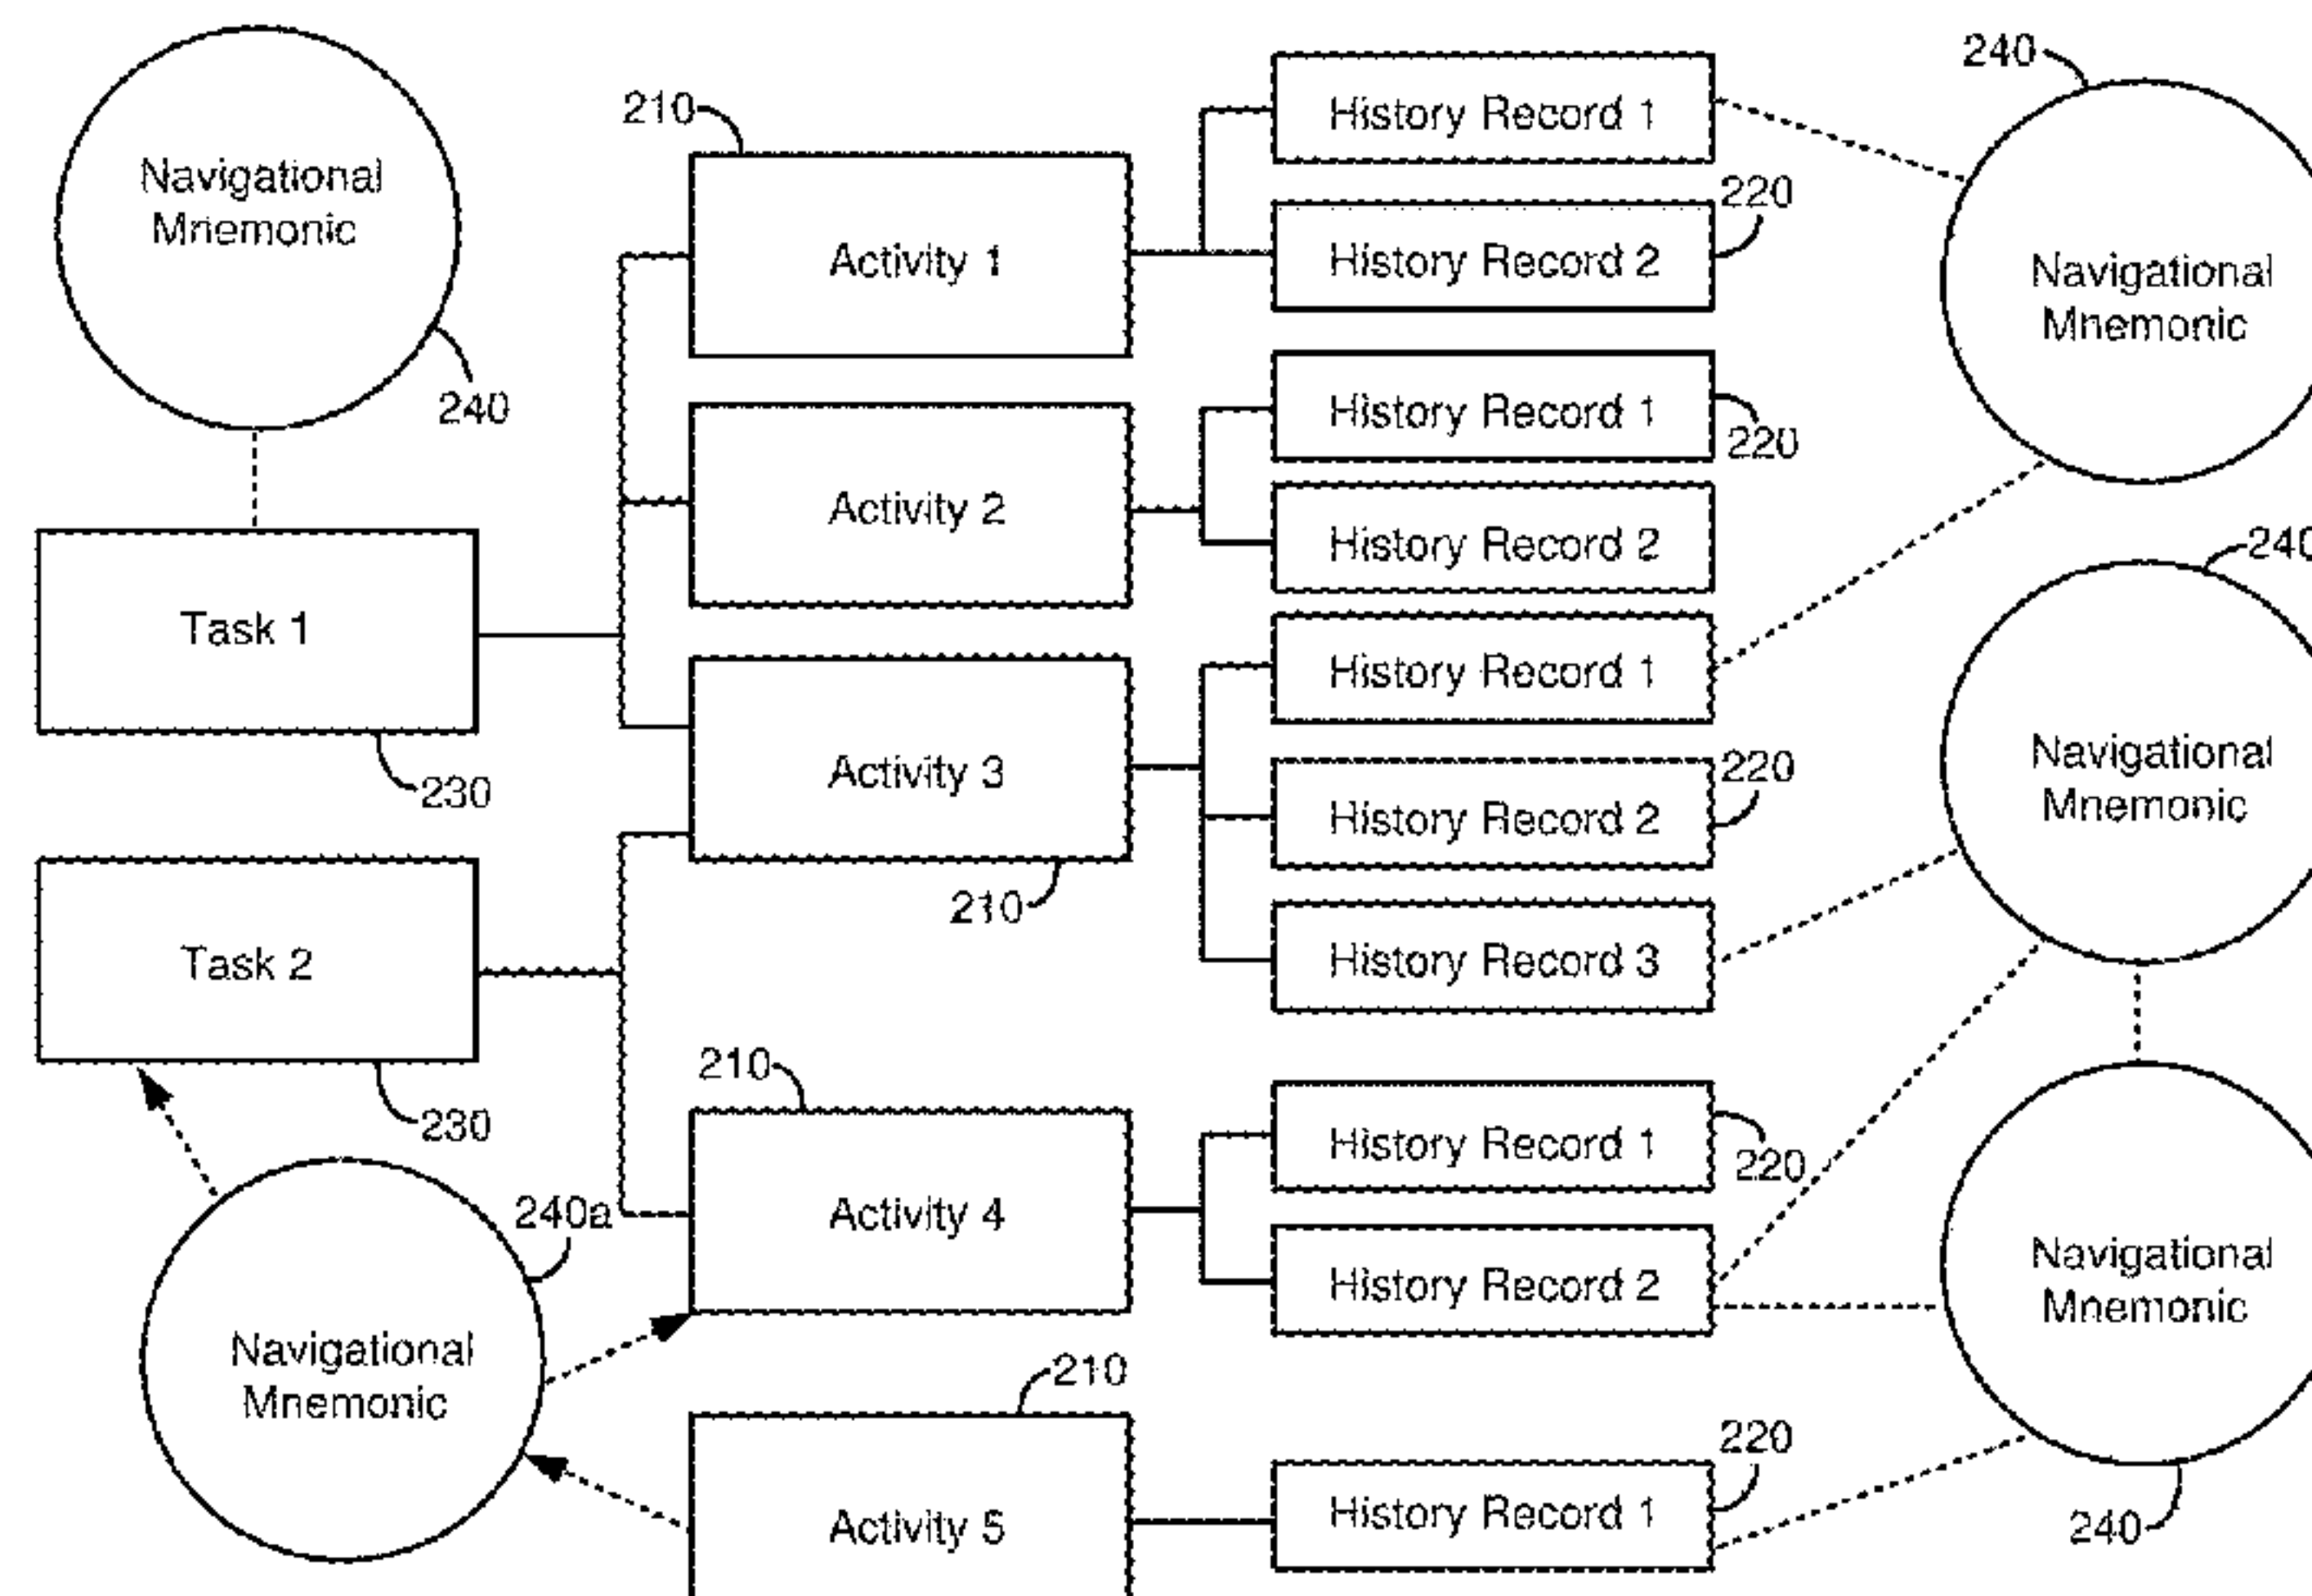 240
History Record 1
210
Navigational
Mnemonic
220
Activity 1
History Record 2
Navigational
Mnemonic
240
History Record 1
220
Activity 2
History Record 2
240
Task 1
History Record 1
230
Activity 3
220
History Record 2
Navigational
Mnemonic
210
Task 2
History Record 3
210
230
History Record 1
220
240a
Activity 4
History Record 2
Navigational
Mnemonic
Navigational
Mnemonic
210
220
Activity 5
History Record 1
240